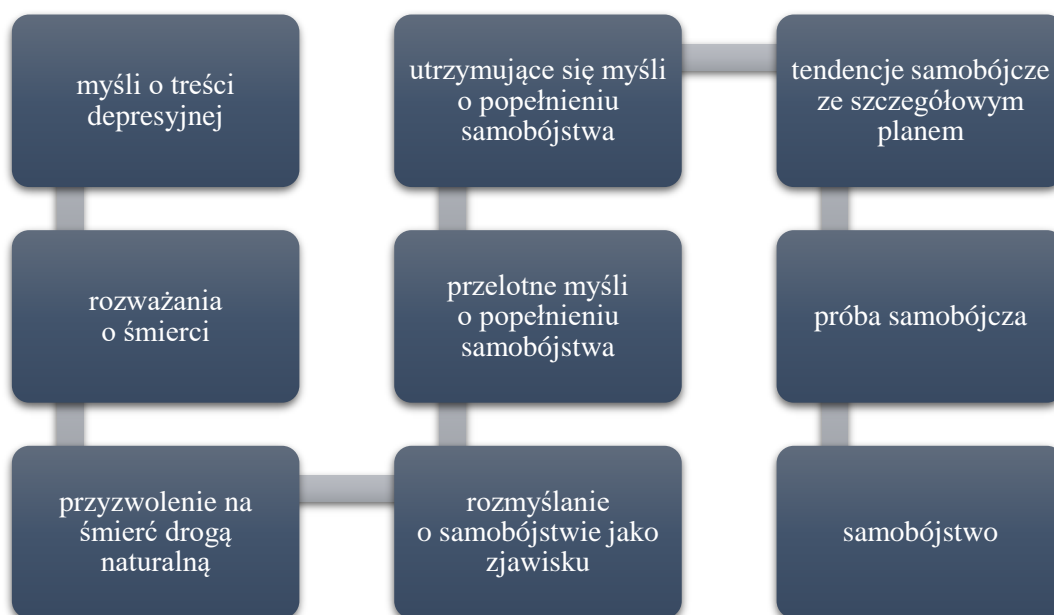 myśli o treści
depresyjnej
rozważania
o śmierci
przyzwolenie na
śmierć drogą
naturalną
rozmyślanie
o samobójstwie jako
zjawisku
przelotne myśli
o popełnieniu
samobójstwa
utrzymujące się myśli
o popełnieniu
samobójstwa
tendencje samobójcze
ze szczegółowym
planem
próba samobójcza
samobójstwo